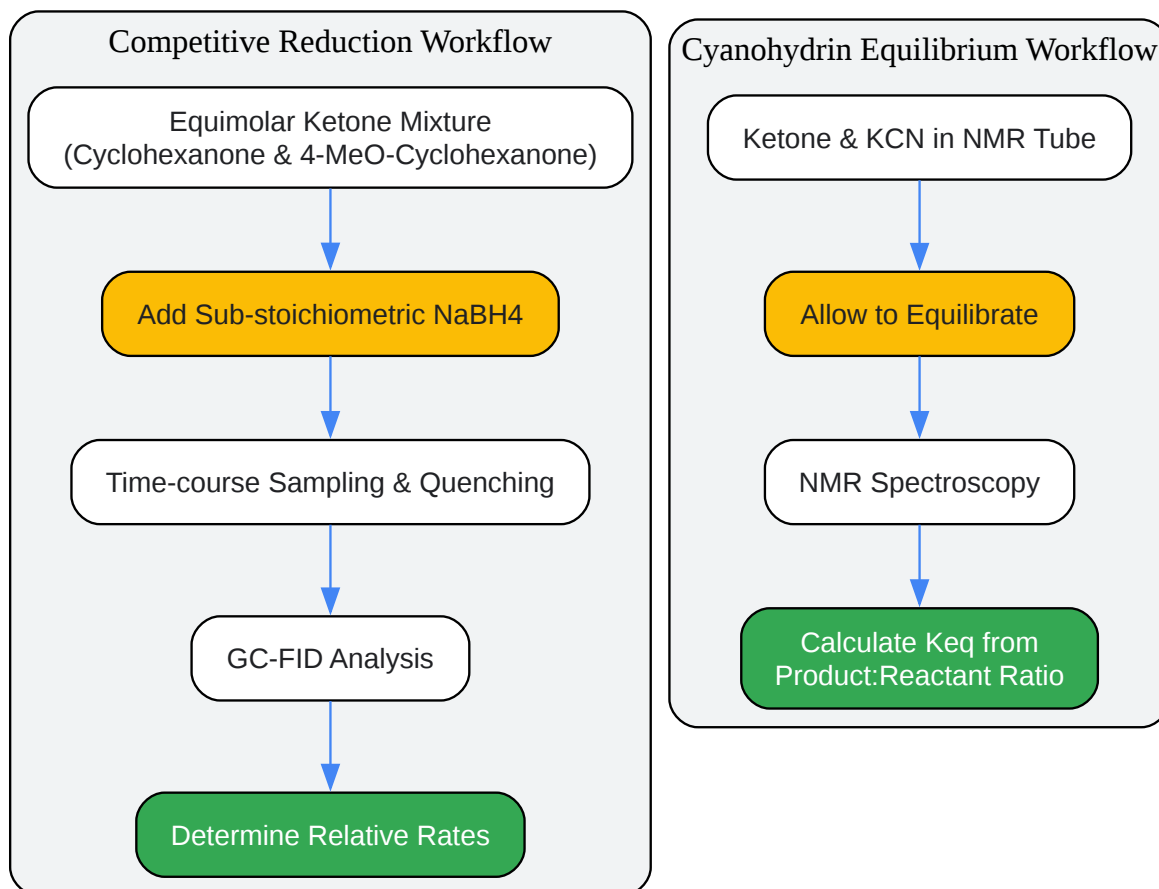 Competitive Reduction Workflow
Equimolar Ketone Mixture
(Cyclohexanone & 4-MeO-Cyclohexanone)
Add Sub-stoichiometric NaBH4
Time-course Sampling & Quenching
GC-FID Analysis
Determine Relative Rates
Cyanohydrin Equilibrium Workflow
Ketone & KCN in NMR Tube
Allow to Equilibrate
NMR Spectroscopy
Calculate Keq from
Product:Reactant Ratio